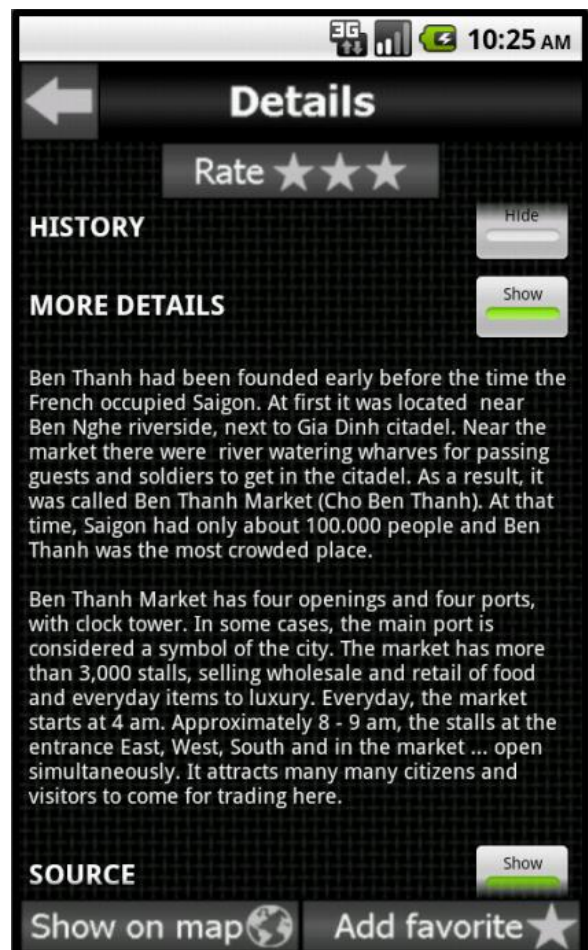 3G
10:25 AM
Details
Rate
HISTORY
Hide
MORE DETAILS
Show
Ben Thanh had been founded early before the time the
French occupied Saigon. At first it was located  near
Ben Nghe riverside, next to Gia Dinh citadel. Near the
market there were  river watering wharves for passing
guests and soldiers to get in the citadel. As a result, it
was called Ben Thanh Market (Cho Ben Thanh). At that
time, Saigon had only about 100.000 people and Ben
Thanh was the most crowded place.
Ben Thanh Market has four openings and four ports,
with clock tower. In some cases, the main port is
considered a symbol of the city. The market has more
than 3,000 stalls, selling wholesale and retail of food
and everyday items to luxury. Everyday, the market
starts at 4 am. Approximately 8 - 9 am, the stalls at the
entrance East, West, South and in the market ... open
simultaneously. It attracts many many citizens and
visitors to come for trading here.
SOURCE
Show
Show on map
Add favorite